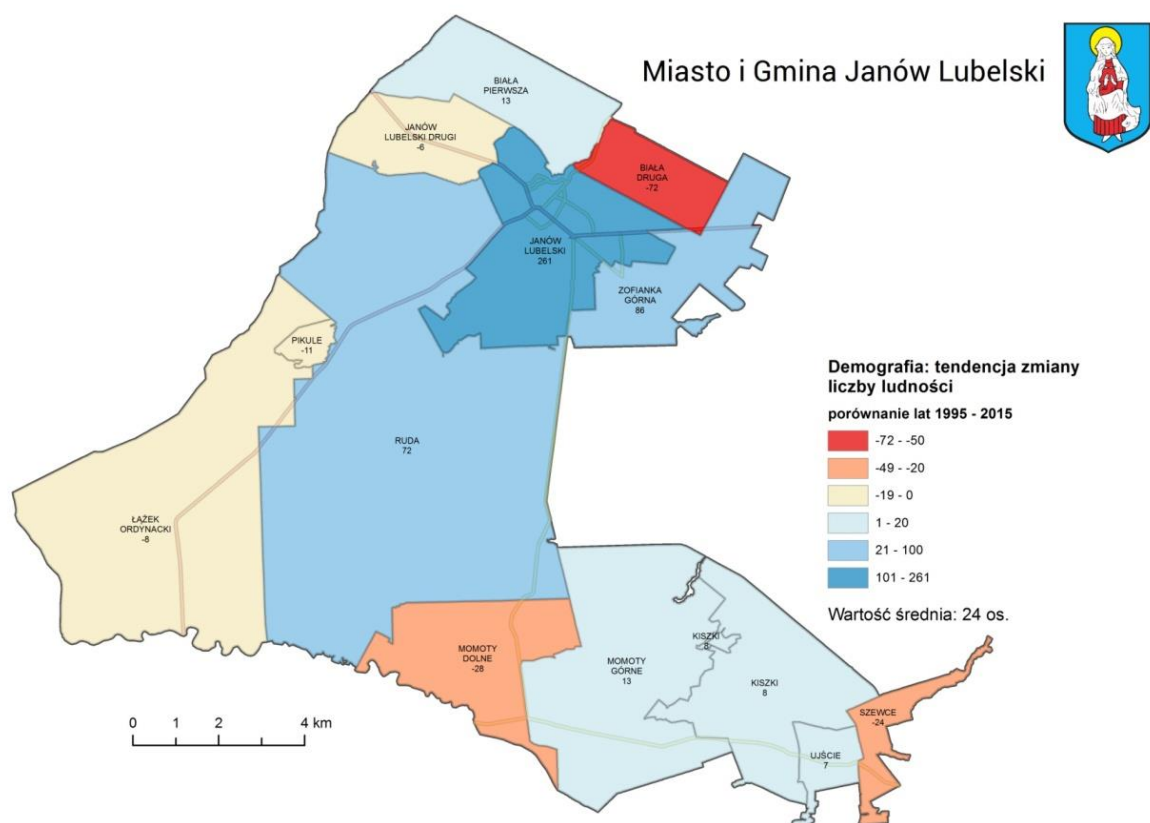 Miasto i Gmina Janów Lubelski
BIAŁA
PIERWSZA
13
JANÓW
LUBELSKI DRUGI
-6
BIAŁA
DRUGA
-72
JANÓW
LUBELSKI
261
ZOFIANKA
GÓRNA
86
PIKULE
-11
RUDA
72
ŁĄŻEK
ORDYNACKI
-8
MOMOTY
DOLNE
-28
MOMOTY
GÓRNE
13
KISZKI
8
KISZKI
8
SZEWCE
-24
UJŚCIE
7
Demografia: tendencja zmiany
liczby ludności
porównanie lat 1995 - 2015
-72 - -50
-49 - -20
-19 - 0
1 - 20
21 - 100
101 - 261
Wartość średnia: 24 os.
0 1 2 4 km